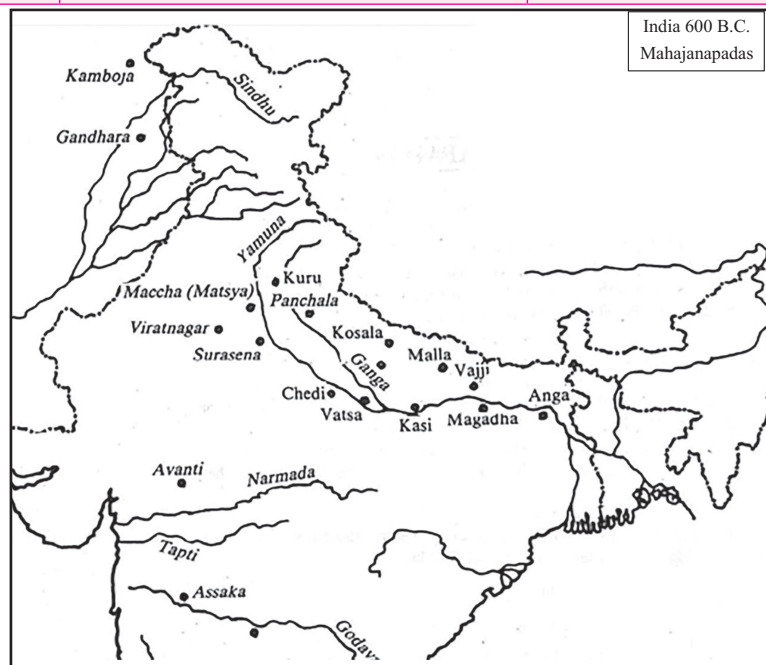 India 600 B.C.
Mahajanapadas
Kamboja
Sindhu
Gandhara
Yamuna
Kuru
Maccha (Matsya)
Panchala
Viratnagar
Kosala
Surasena
Malla
Ganga
Vajji
Chedi
Anga
Vatsa
Kasi
Magadha
Avanti
Narmada
Tapti
Assaka